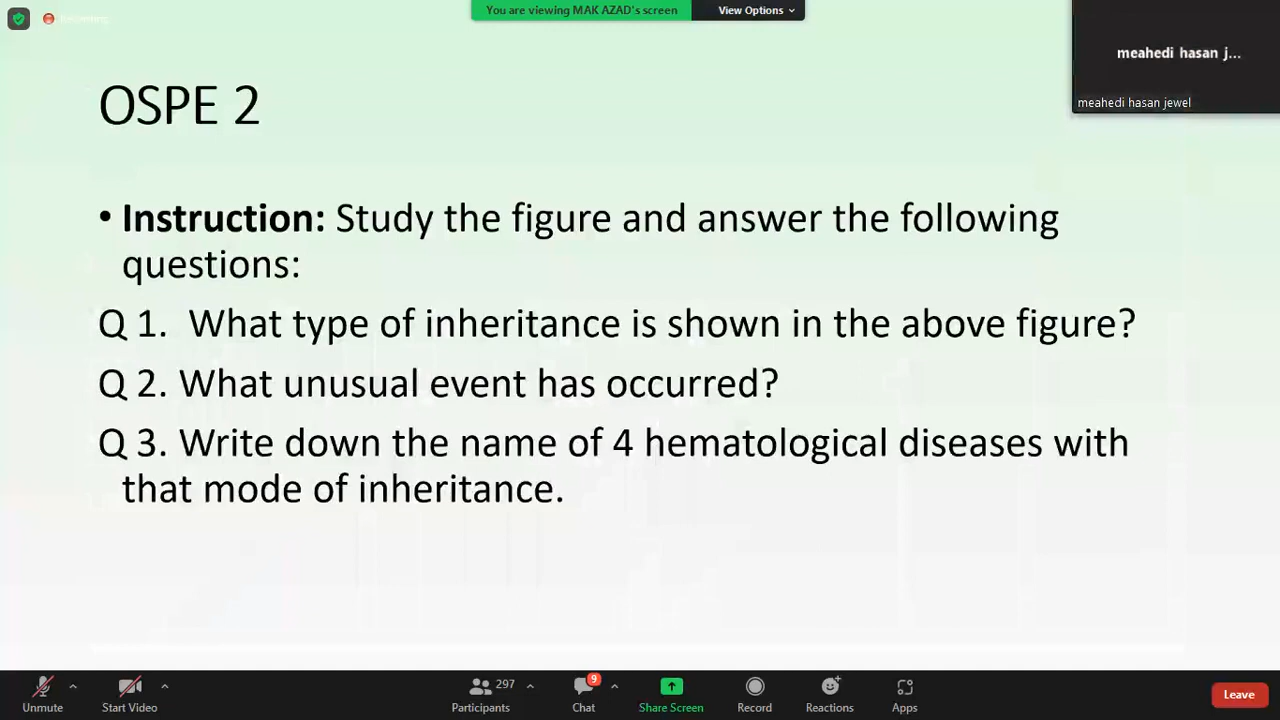 You are viewing MAK AZAD's screen
View Options
Recording
meahedi hasan j...
meahedi hasan jewel
OSPE 2
• Instruction: Study the figure and answer the following
questions:
Q 1. What type of inheritance is shown in the above figure?
Q 2. What unusual event has occurred?
Q 3. Write down the name of 4 hematological diseases with
that mode of inheritance.
Unmute
Start Video
297
Participants
9
Chat
Share Screen
Record
Reactions
Apps
Leave